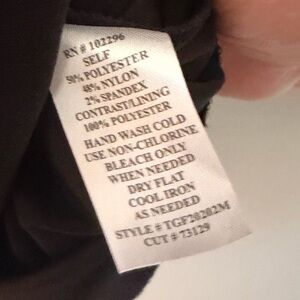 RN # 102296
SELF
50% POLYESTER
48% NYLON
2% SPANDEX
CONTRAST/LINING
100% POLYESTER
HAND WASH COLD
USE NON-CHLORINE
BLEACH ONLY
WHEN NEEDED
DRY FLAT
COOL IRON
AS NEEDED
STYLE # TGF20202M
CUT # 73129